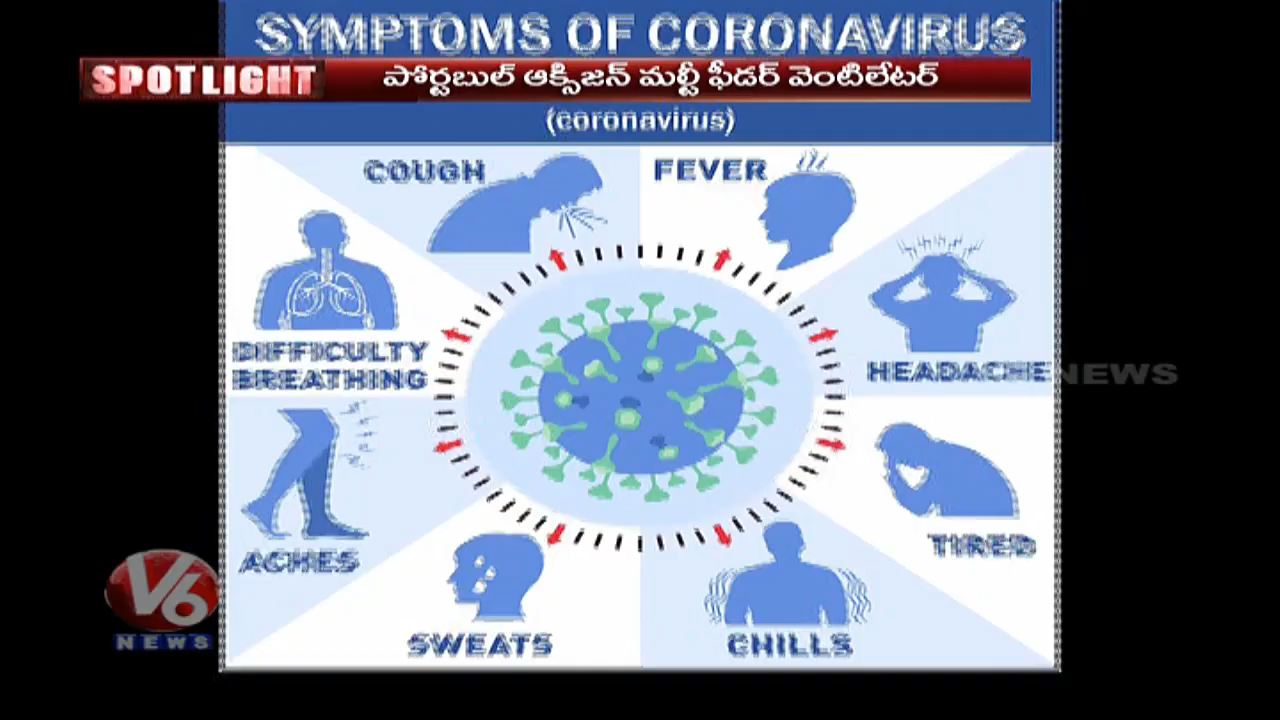 SYMPTOMS OF CORONAVIRUS
SPOTLIGHT
పోర్టబుల్ ఆక్సిజన్ మల్టీ ఫీడర్ వెంటిలేటర్
(coronavirus)
COUGH
FEVER
DIFFICULTY
BREATHING
HEADACHE
NEWS
ACHES
TIRED
SWEATS
CHILLS
V6
NEWS